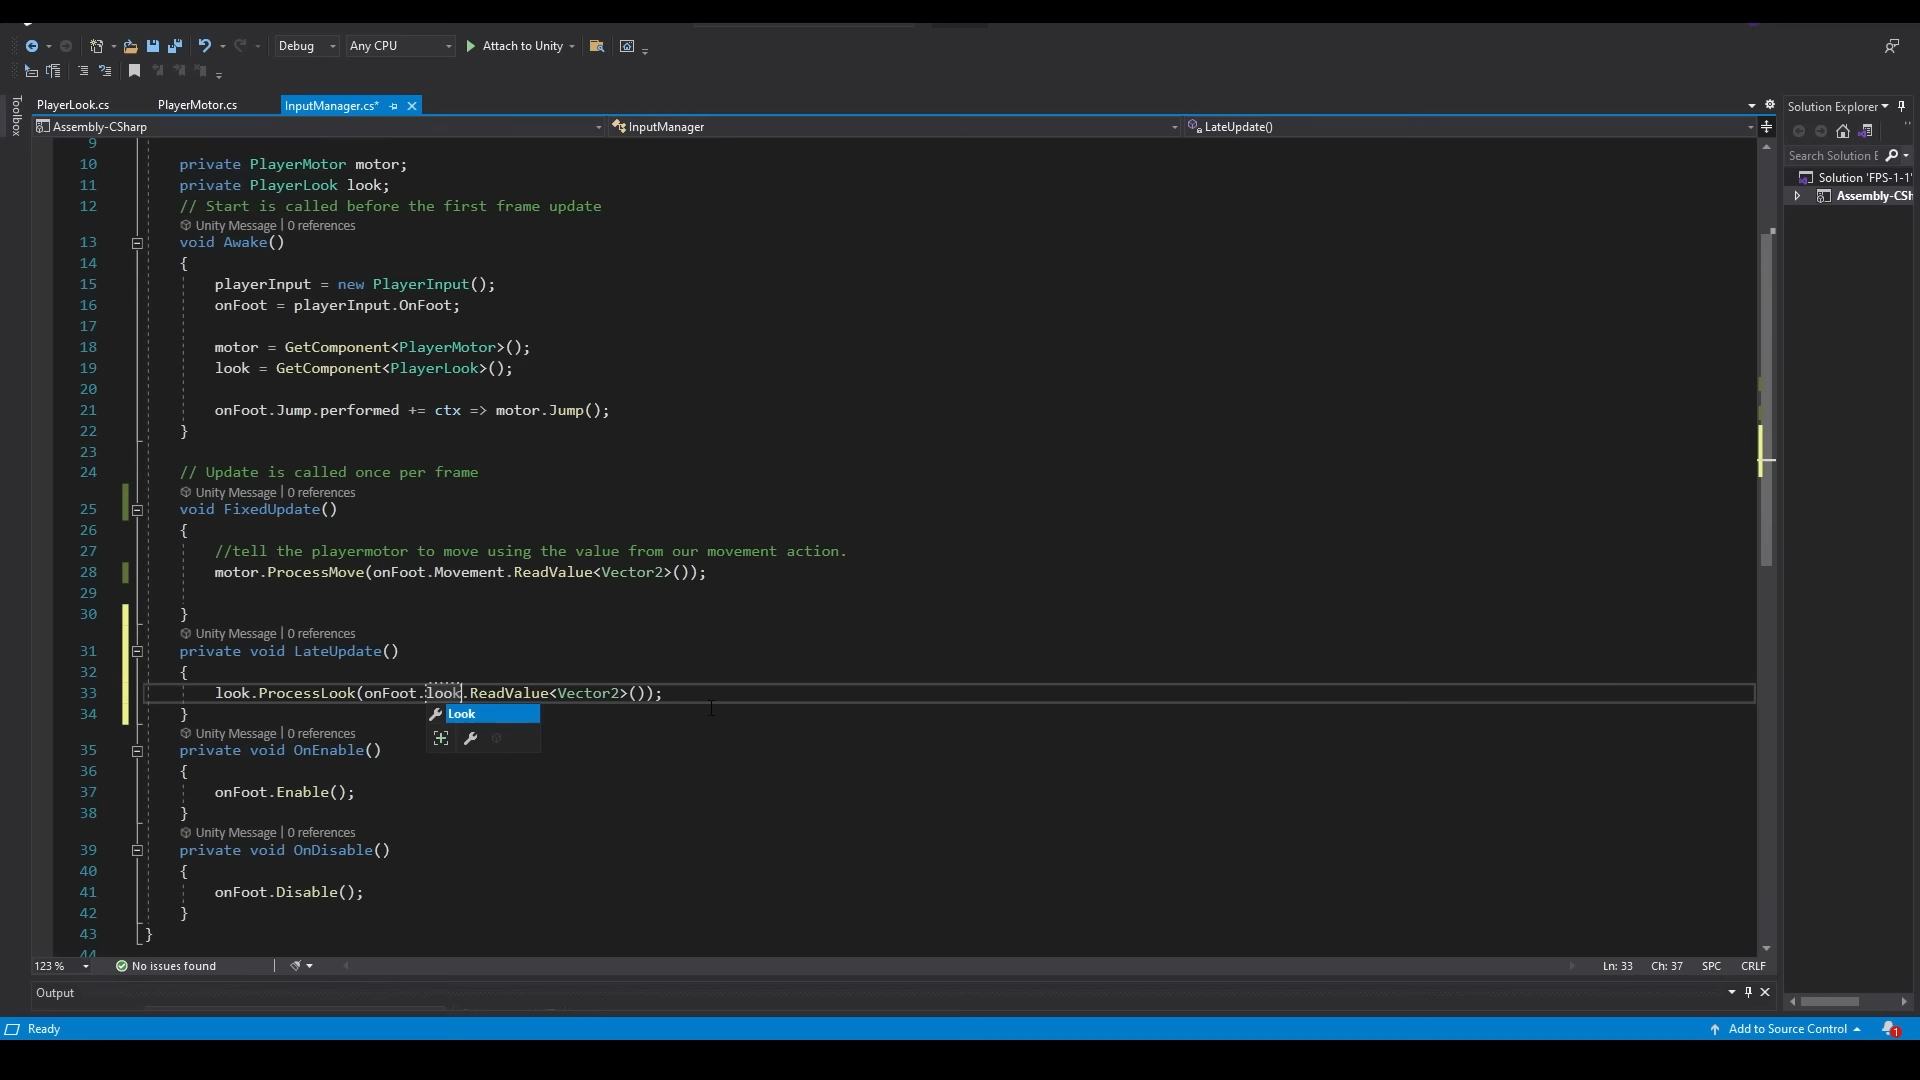 Debug Any CPU Attach to Unity
Toolbox
PlayerLook.cs PlayerMotor.cs InputManager.cs*
Assembly-CSharp InputManager LateUpdate()
Solution Explorer
Search Solution E
Solution 'FPS-1-1'
Assembly-CSh
9
10 private PlayerMotor motor;
11 private PlayerLook look;
12 // Start is called before the first frame update
Unity Message | 0 references
13 void Awake()
14 {
15 playerInput = new PlayerInput();
16 onFoot = playerInput.OnFoot;
17
18 motor = GetComponent<PlayerMotor>();
19 look = GetComponent<PlayerLook>();
20
21 onFoot.Jump.performed += ctx => motor.Jump();
22 }
23
24 // Update is called once per frame
Unity Message | 0 references
25 void FixedUpdate()
26 {
27 //tell the playermotor to move using the value from our movement action.
28 motor.ProcessMove(onFoot.Movement.ReadValue<Vector2>());
29
30 }
Unity Message | 0 references
31 private void LateUpdate()
32 {
33 look.ProcessLook(onFoot.look.ReadValue<Vector2>());
Look
34 }
Unity Message | 0 references
35 private void OnEnable()
36 {
37 onFoot.Enable();
38 }
Unity Message | 0 references
39 private void OnDisable()
40 {
41 onFoot.Disable();
42 }
43 }
44
123 % No issues found Ln: 33 Ch: 37 SPC CRLF
Output
Ready Add to Source Control 1